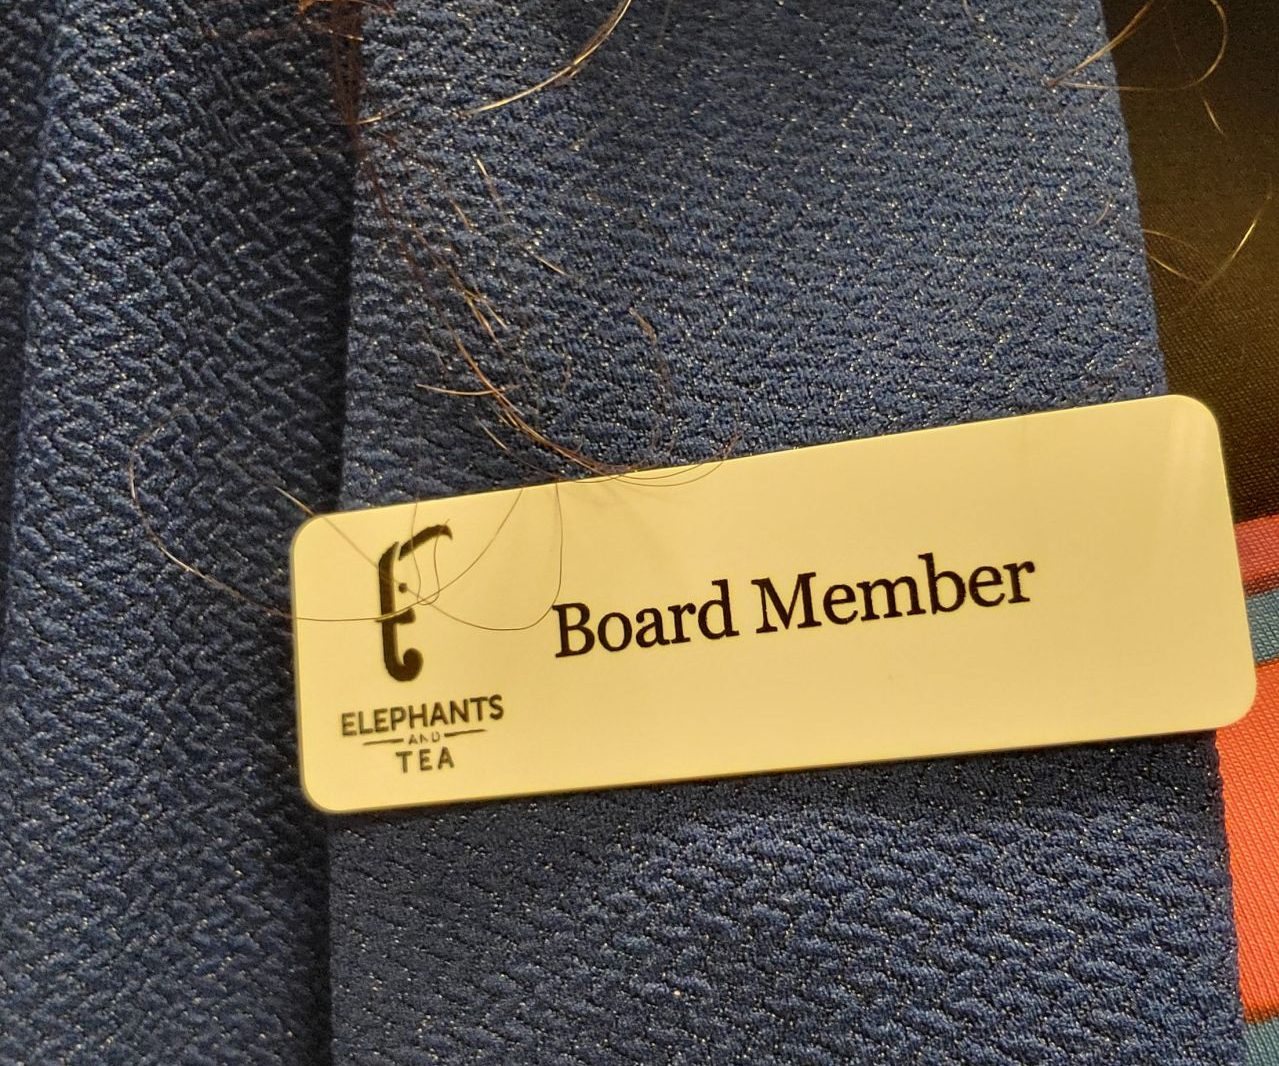 Board Member
ELEPHANTS
AND
TEA